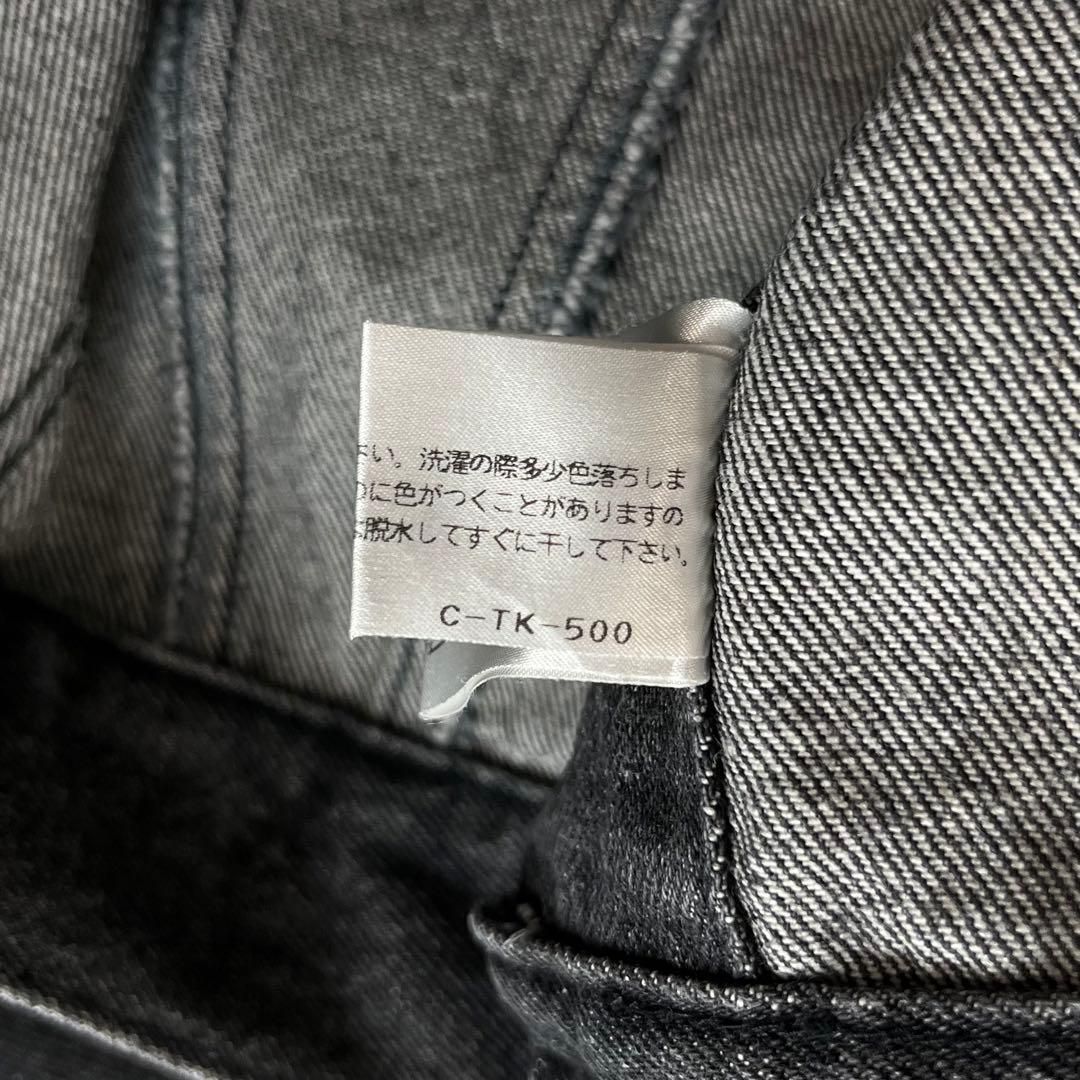 さい。洗濯の際多少色落ちしま
のに色がつくことがありますの
脱水してすぐに干して下さい。
C-TK-500